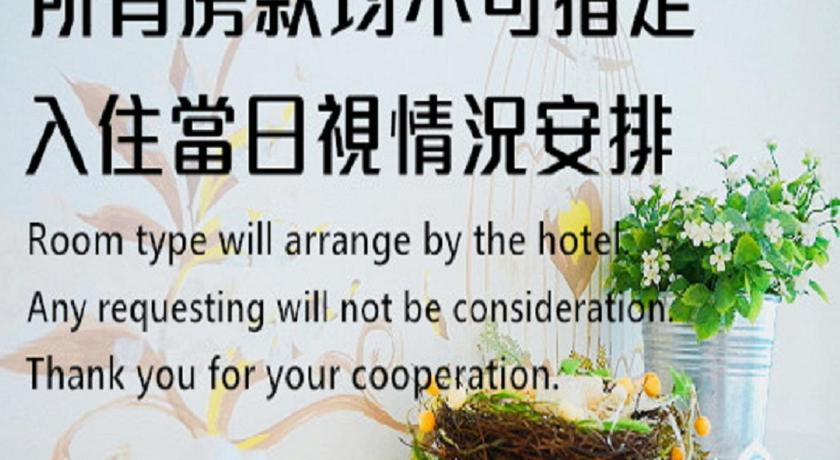 所有房款均不可指定
入住當日視情況安排
Room type will arrange by the hotel.
Any requesting will not be consideration.
Thank you for your cooperation.